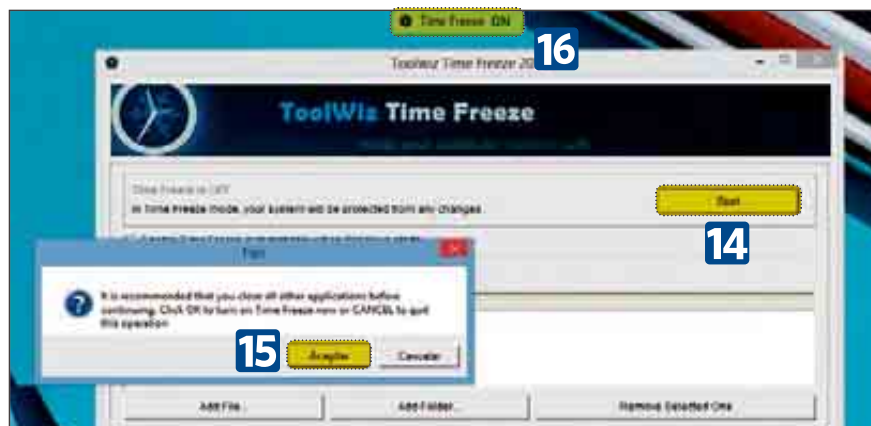 Time Freeze ON
16
Toolwiz Time Freeze 20
ToolWiz Time Freeze
Time Freeze is OFF
In Time Freeze mode, your system will be protected from any changes
Start
14
Tips
It is recommended that you close all other applications before
continuing. Click OK to turn on Time Freeze now or CANCEL to quit
this operation
15
Aceptar
Cancelar
Add File...
Add Folder...
Remove Selected One